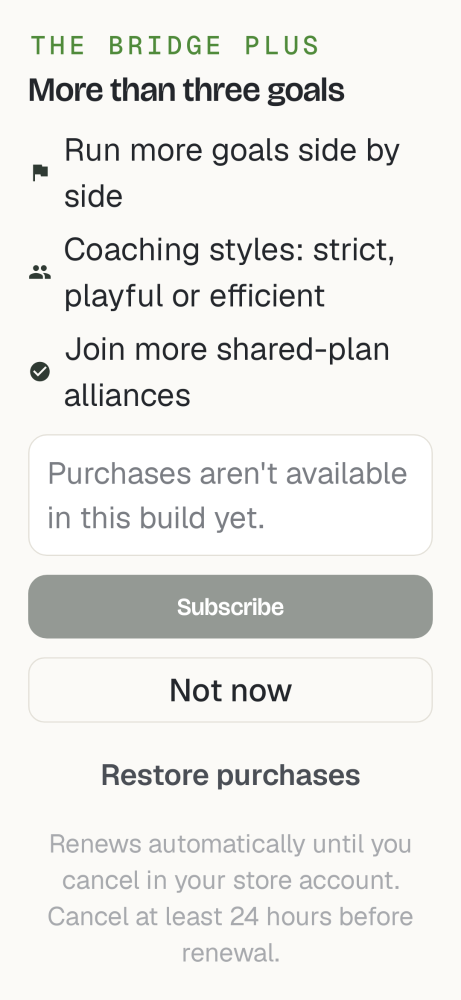 THE BRIDGE PLUS
More than three goals
Run more goals side by
side
Coaching styles: strict,
playful or efficient
Join more shared-plan
alliances
Purchases aren't available
in this build yet.
Subscribe
Not now
Restore purchases
Renews automatically until you
cancel in your store account.
Cancel at least 24 hours before
renewal.